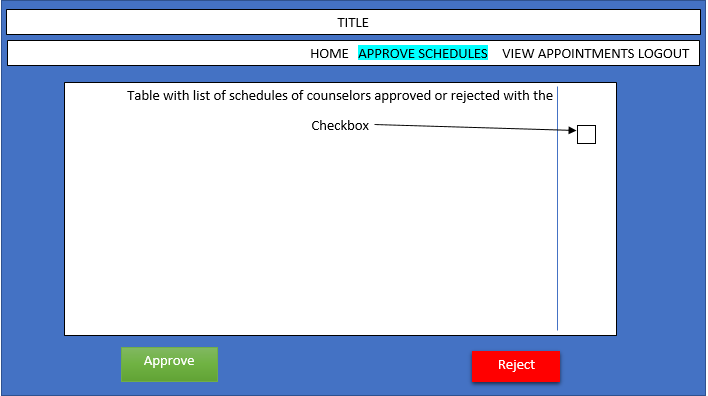 TITLE
HOME APPROVE SCHEDULES VIEW APPOINTMENTS LOGOUT
Table with list of schedules of counselors approved or rejected with the
Checkbox
Approve
Reject